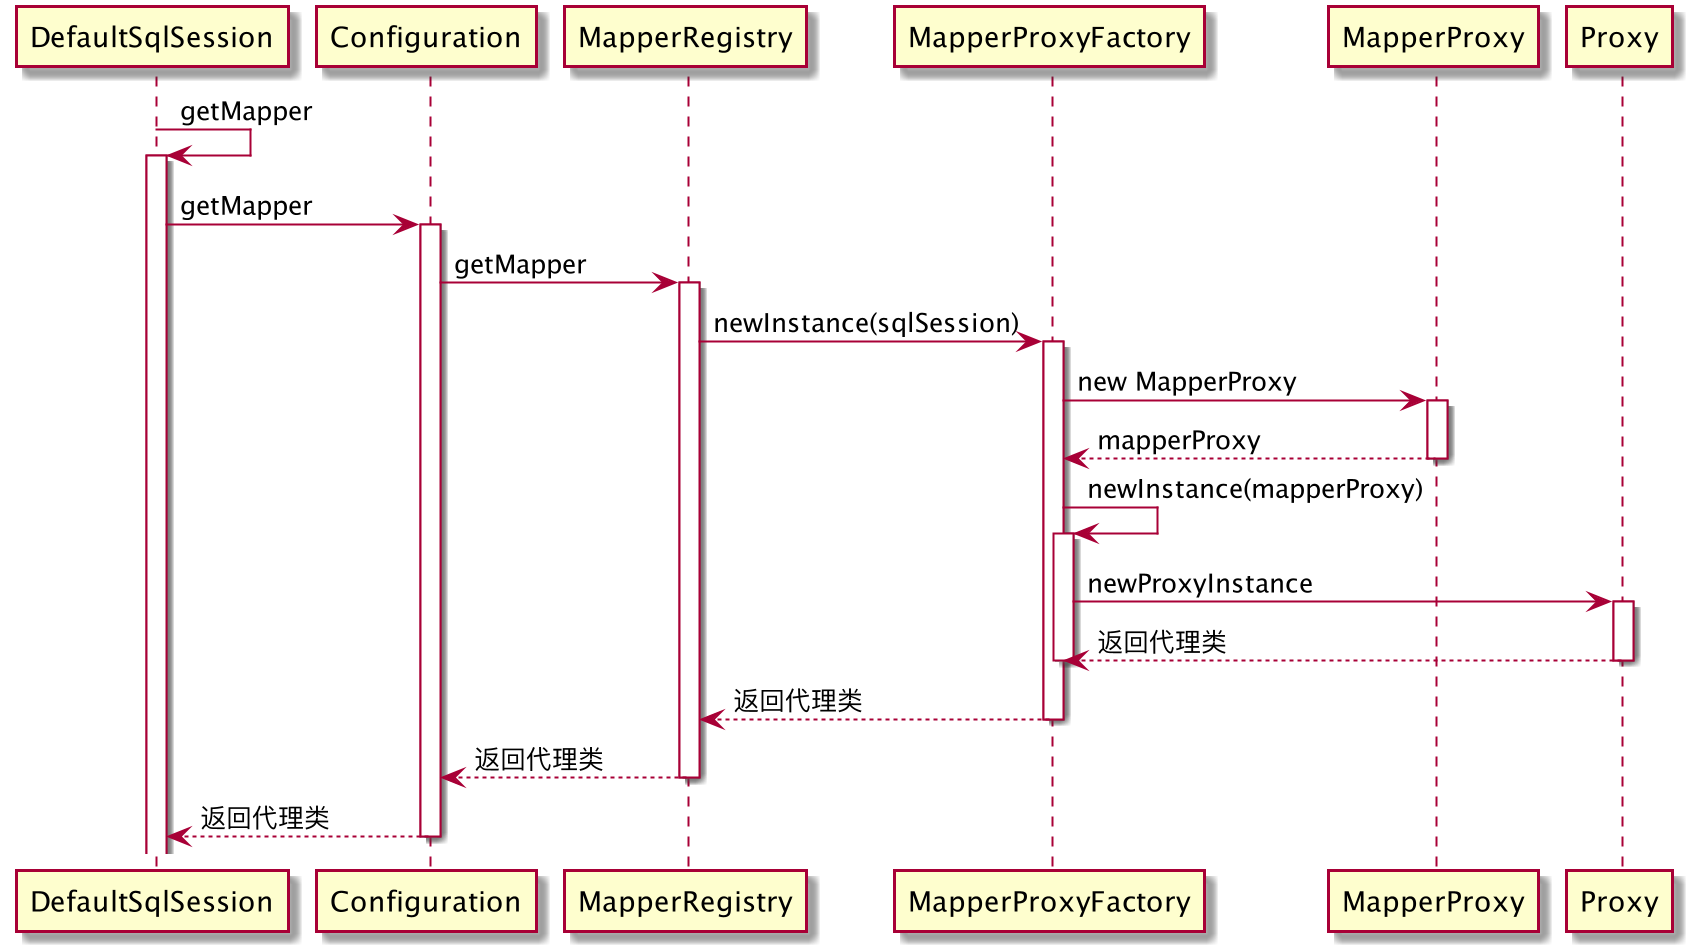 DefaultSqlSession
Configuration
MapperRegistry
MapperProxyFactory
MapperProxy
Proxy
getMapper
getMapper
getMapper
newInstance(sqlSession)
new MapperProxy
mapperProxy
newInstance(mapperProxy)
newProxyInstance
返回代理类
返回代理类
返回代理类
返回代理类
DefaultSqlSession
Configuration
MapperRegistry
MapperProxyFactory
MapperProxy
Proxy